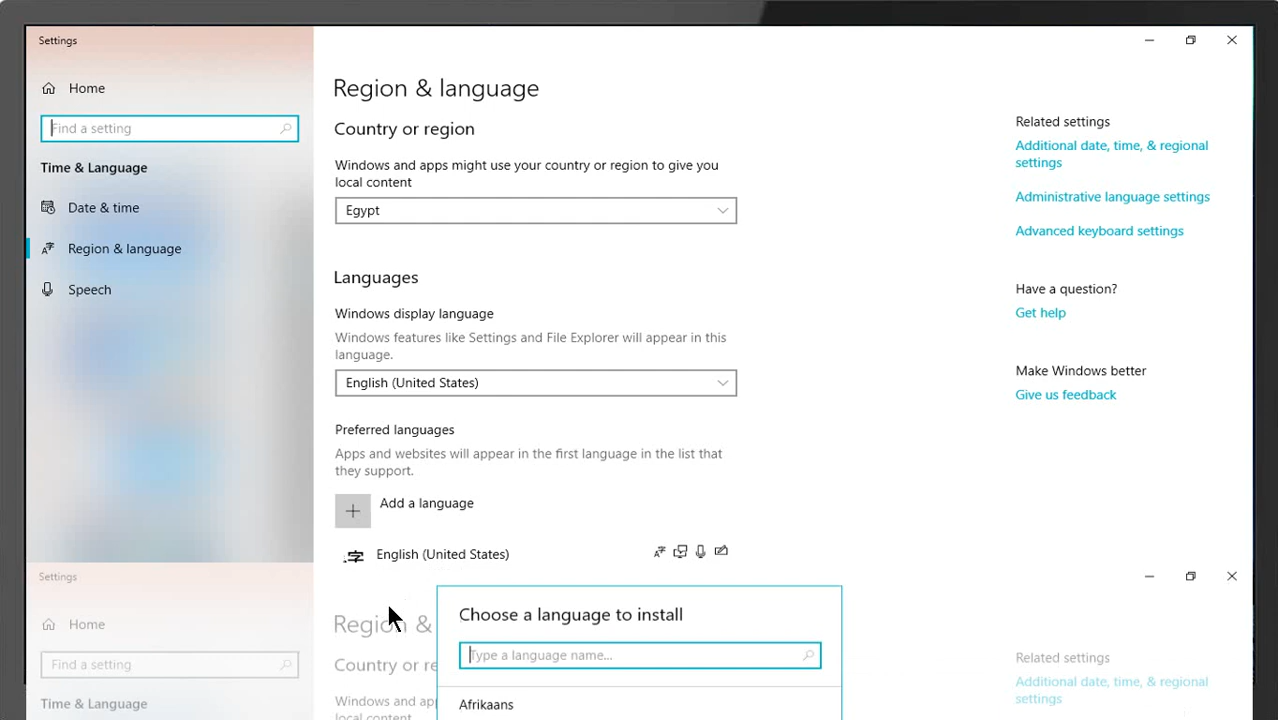 Settings
Home
Find a setting
Time & Language
Date & time
Region & language
Speech
Region & language
Country or region
Windows and apps might use your country or region to give you
local content
Egypt
Languages
Windows display language
Windows features like Settings and File Explorer will appear in this
language.
English (United States)
Preferred languages
Apps and websites will appear in the first language in the list that
they support.
Add a language
English (United States)
Related settings
Additional date, time, & regional
settings
Administrative language settings
Advanced keyboard settings
Have a question?
Get help
Make Windows better
Give us feedback
Settings
Home
Find a setting
Time & Language
Region &
Country or re
Windows and app
local content
Choose a language to install
Type a language name...
Afrikaans
Related settings
Additional date, time, & regional
settings